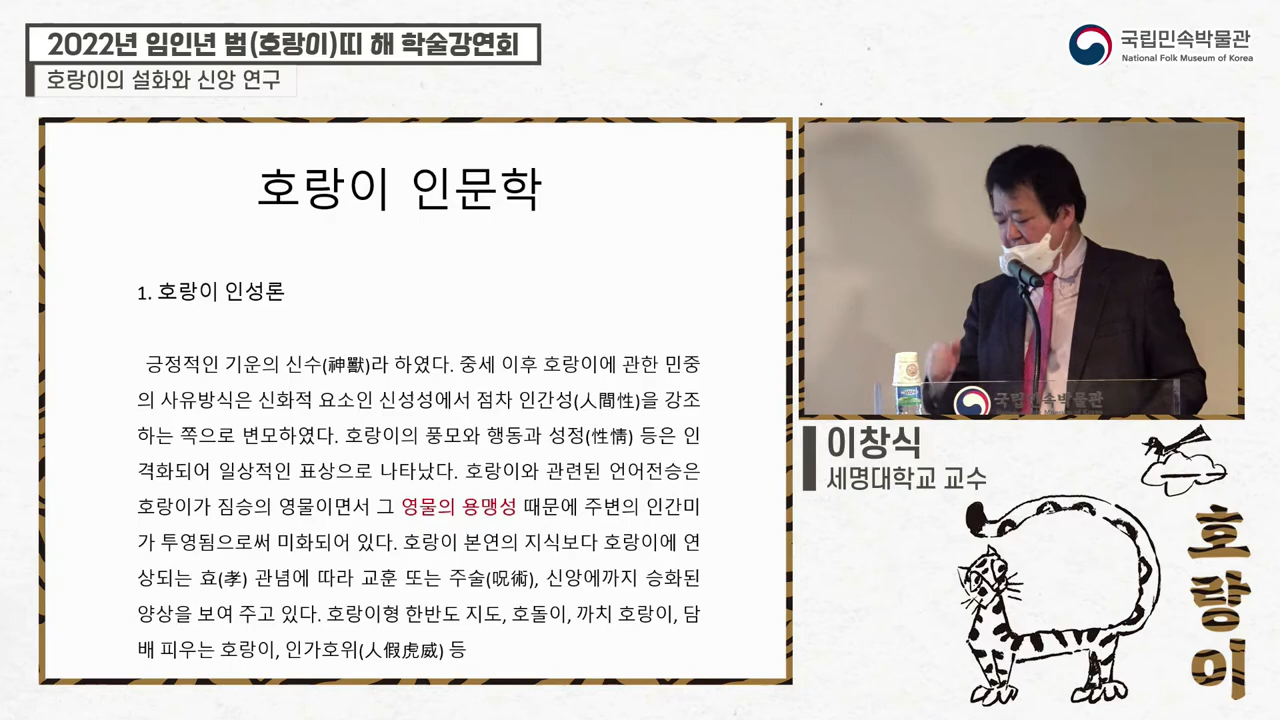 2022년 임인년 범(호랑이)띠 해 학술강연회
호랑이의 설화와 신앙 연구
국립민속박물관
National Folk Museum of Korea
호랑이 인문학
1. 호랑이 인성론
긍정적인 기운의 신수(神獸)라 하였다. 중세 이후 호랑이에 관한 민중
의 사유방식은 신화적 요소인 신성성에서 점차 인간성(人間性)을 강조
하는 쪽으로 변모하였다. 호랑이의 풍모와 행동과 성정(性情) 등은 인
격화되어 일상적인 표상으로 나타났다. 호랑이와 관련된 언어전승은
호랑이가 짐승의 영물이면서 그 영물의 용맹성 때문에 주변의 인간미
가 투영됨으로써 미화되어 있다. 호랑이 본연의 지식보다 호랑이에 연
상되는 효(孝) 관념에 따라 교훈 또는 주술(呪術), 신앙에까지 승화된
양상을 보여 주고 있다. 호랑이형 한반도 지도, 호돌이, 까치 호랑이, 담
배 피우는 호랑이, 인가호위(人假虎威) 등
국립민속박물관
이창식
세명대학교 교수
호랑이